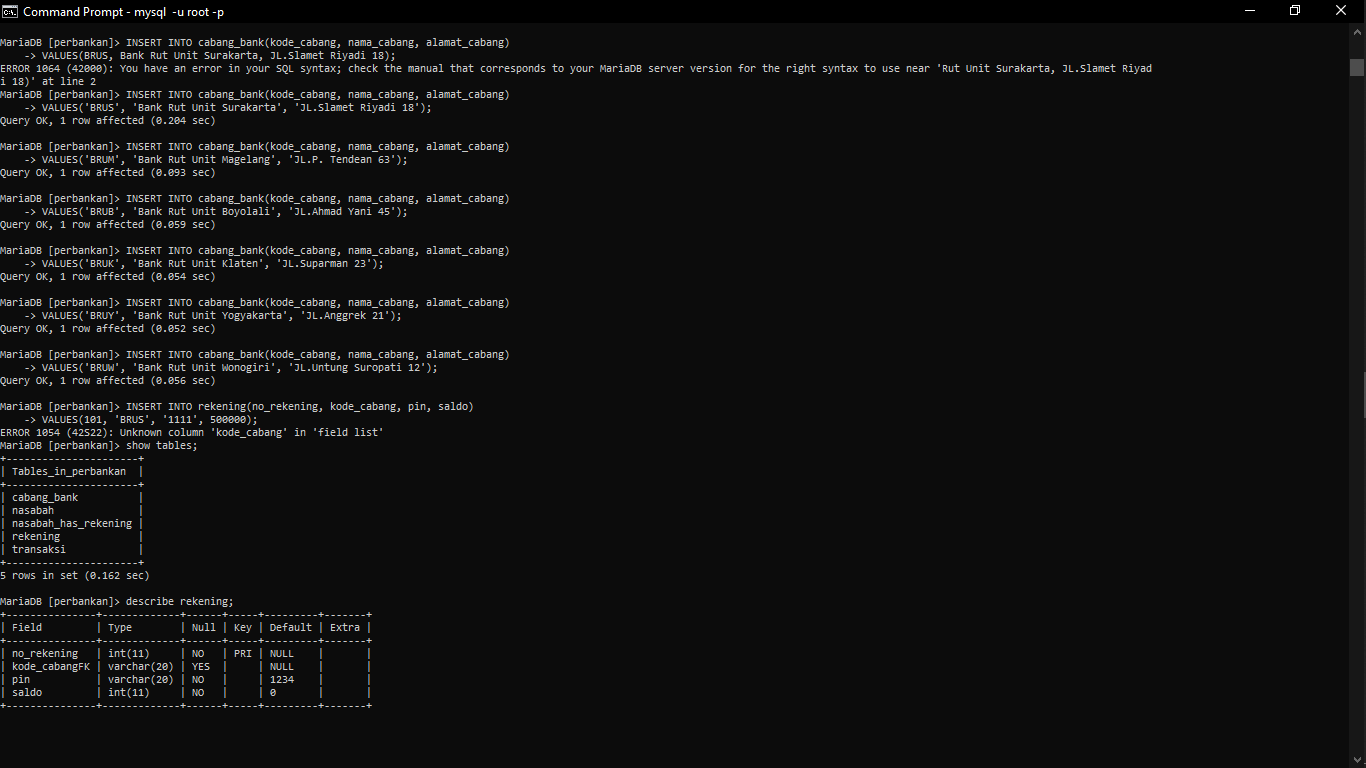 Command Prompt - mysql -u root -p
MariaDB [perbankan]> INSERT INTO cabang_bank(kode_cabang, nama_cabang, alamat_cabang)
    -> VALUES(BRUS, Bank Rut Unit Surakarta, JL.Slamet Riyadi 18);
ERROR 1064 (42000): You have an error in your SQL syntax; check the manual that corresponds to your MariaDB server version for the right syntax to use near 'Rut Unit Surakarta, JL.Slamet Riyad
i 18)' at line 2
MariaDB [perbankan]> INSERT INTO cabang_bank(kode_cabang, nama_cabang, alamat_cabang)
    -> VALUES('BRUS', 'Bank Rut Unit Surakarta', 'JL.Slamet Riyadi 18');
Query OK, 1 row affected (0.204 sec)
MariaDB [perbankan]> INSERT INTO cabang_bank(kode_cabang, nama_cabang, alamat_cabang)
    -> VALUES('BRUM', 'Bank Rut Unit Magelang', 'JL.P. Tendean 63');
Query OK, 1 row affected (0.093 sec)
MariaDB [perbankan]> INSERT INTO cabang_bank(kode_cabang, nama_cabang, alamat_cabang)
    -> VALUES('BRUB', 'Bank Rut Unit Boyolali', 'JL.Ahmad Yani 45');
Query OK, 1 row affected (0.059 sec)
MariaDB [perbankan]> INSERT INTO cabang_bank(kode_cabang, nama_cabang, alamat_cabang)
    -> VALUES('BRUK', 'Bank Rut Unit Klaten', 'JL.Suparman 23');
Query OK, 1 row affected (0.054 sec)
MariaDB [perbankan]> INSERT INTO cabang_bank(kode_cabang, nama_cabang, alamat_cabang)
    -> VALUES('BRUY', 'Bank Rut Unit Yogyakarta', 'JL.Anggrek 21');
Query OK, 1 row affected (0.052 sec)
MariaDB [perbankan]> INSERT INTO cabang_bank(kode_cabang, nama_cabang, alamat_cabang)
    -> VALUES('BRUW', 'Bank Rut Unit Wonogiri', 'JL.Untung Suropati 12');
Query OK, 1 row affected (0.056 sec)
MariaDB [perbankan]> INSERT INTO rekening(no_rekening, kode_cabang, pin, saldo)
    -> VALUES(101, 'BRUS', '1111', 500000);
ERROR 1054 (42S22): Unknown column 'kode_cabang' in 'field list'
MariaDB [perbankan]> show tables;
+----------------------+
| Tables_in_perbankan  |
+----------------------+
| cabang_bank          |
| nasabah              |
| nasabah_has_rekening |
| rekening             |
| transaksi            |
+----------------------+
5 rows in set (0.162 sec)
MariaDB [perbankan]> describe rekening;
+---------------+-------------+------+-----+---------+-------+
| Field         | Type        | Null | Key | Default | Extra |
+---------------+-------------+------+-----+---------+-------+
| no_rekening   | int(11)     | NO   | PRI | NULL    |       |
| kode_cabangFK | varchar(20) | YES  |     | NULL    |       |
| pin           | varchar(20) | NO   |     | 1234    |       |
| saldo         | int(11)     | NO   |     | 0       |       |
+---------------+-------------+------+-----+---------+-------+